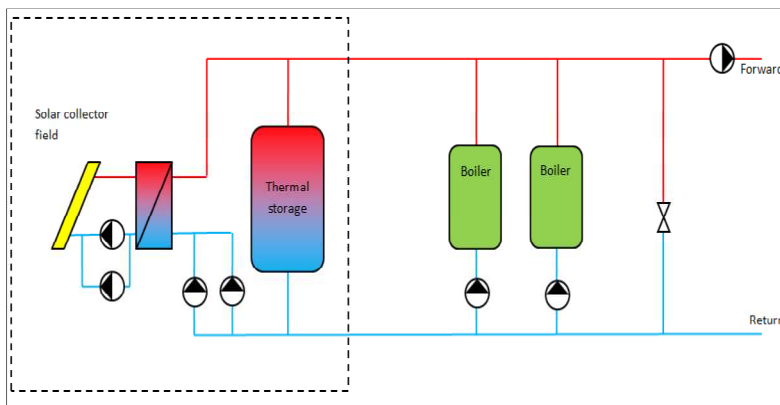 Forward
Solar collector
field
Thermal
storage
Boiler
Boiler
Return